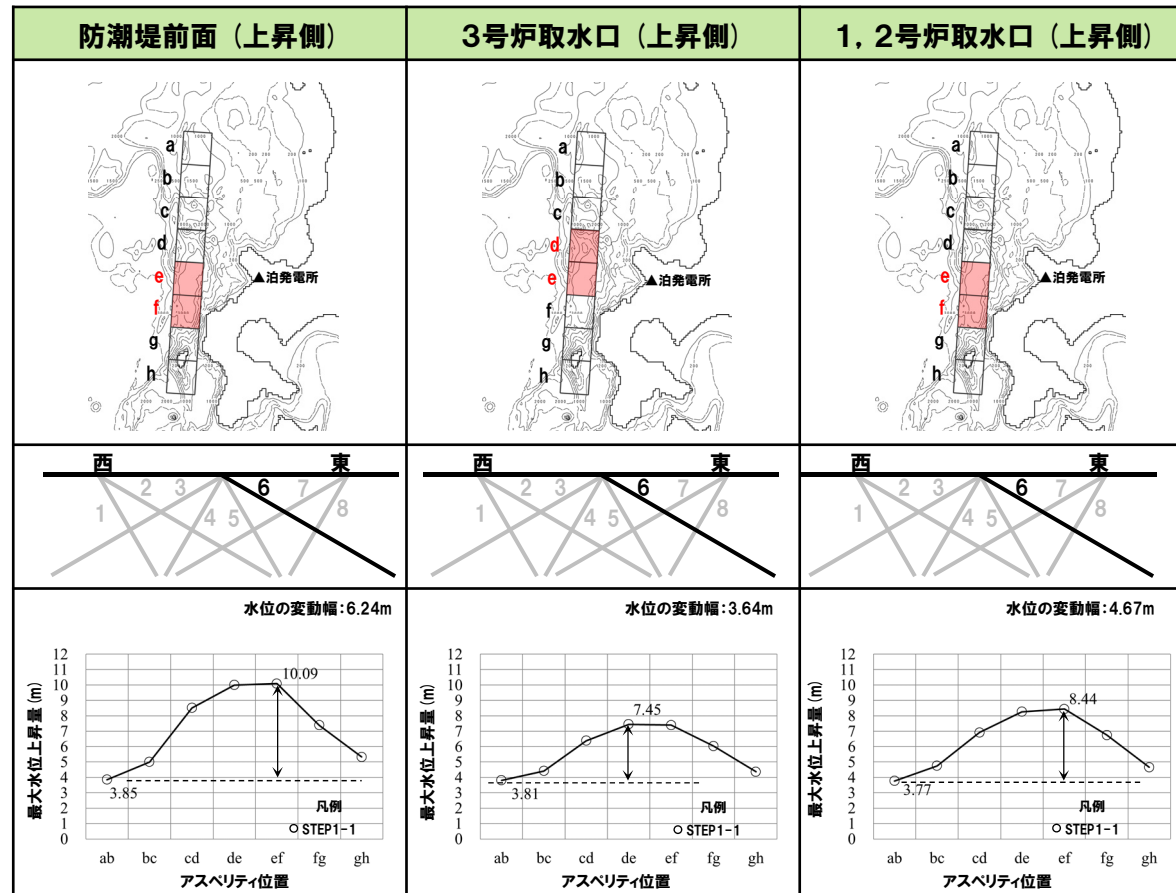 防潮堤前面（上昇側）
3号炉取水口（上昇側）
1，2号炉取水口（上昇側）
a
b
c
d
e
f
g
h
▲泊発電所
a
b
c
d
e
f
g
h
▲泊発電所
a
b
c
d
e
f
g
h
▲泊発電所
西 東
1 2 3 4 5 6 7 8
西 東
1 2 3 4 5 6 7 8
西 東
1 2 3 4 5 6 7 8
水位の変動幅：6.24m
最大水位上昇量（m）
12
11
10
9
8
7
6
5
4
3
2
1
0
10.09
3.85
凡例
○ STEP1-1
ab bc cd de ef fg gh
アスペリティ位置
水位の変動幅：3.64m
最大水位上昇量（m）
12
11
10
9
8
7
6
5
4
3
2
1
0
7.45
3.81
凡例
○ STEP1-1
ab bc cd de ef fg gh
アスペリティ位置
水位の変動幅：4.67m
最大水位上昇量（m）
12
11
10
9
8
7
6
5
4
3
2
1
0
8.44
3.77
凡例
○ STEP1-1
ab bc cd de ef fg gh
アスペリティ位置